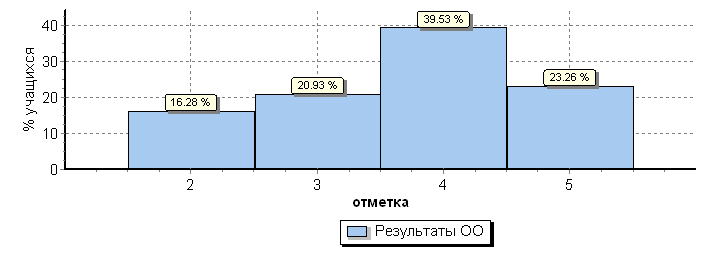 % учащихся
40
30
20
10
0
16.28 %
20.93 %
39.53 %
23.26 %
2 3 4 5
отметка
Результаты ОО